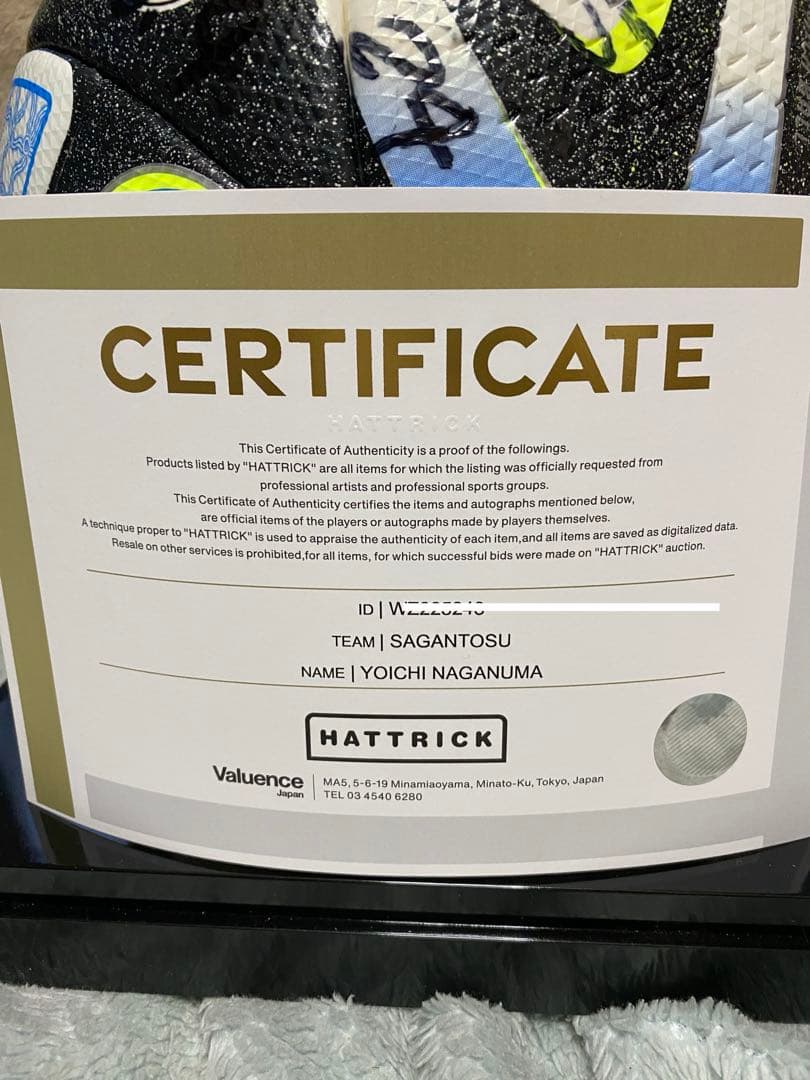 24
CERTIFICATE
HATTRICK
This Certificate of Authenticity is a proof of the followings.
Products listed by "HATTRICK" are all items for which the listing was officially requested from
professional artists and professional sports groups.
This Certificate of Authenticity certifies the items and autographs mentioned below,
are official items of the players or autographs made by players themselves.
A technique proper to "HATTRICK" is used to appraise the authenticity of each item,and all items are saved as digitalized data.
Resale on other services is prohibited,for all items, for which successful bids were made on "HATTRICK" auction.
ID |
TEAM | SAGANTOSU
NAME | YOICHI NAGANUMA
HATTRICK
Valuence
Japan
MA5, 5-6-19 Minamiaoyama, Minato-Ku, Tokyo, Japan
TEL 03 4540 6280